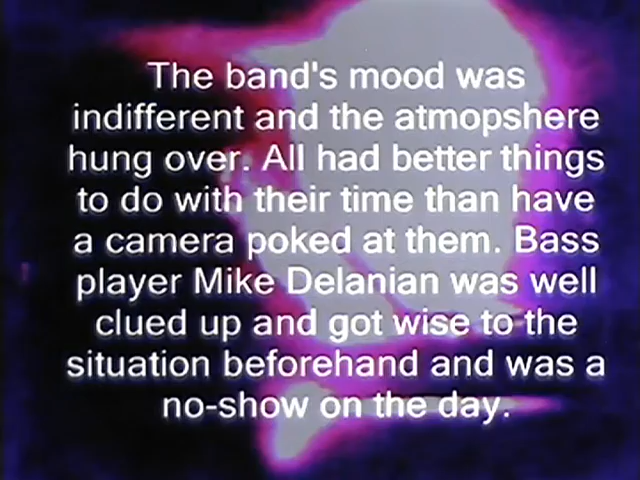 The band's mood was
indifferent and the atmopshere
hung over. All had better things
to do with their time than have
a camera poked at them. Bass
player Mike Delanian was well
clued up and got wise to the
situation beforehand and was a
no-show on the day.